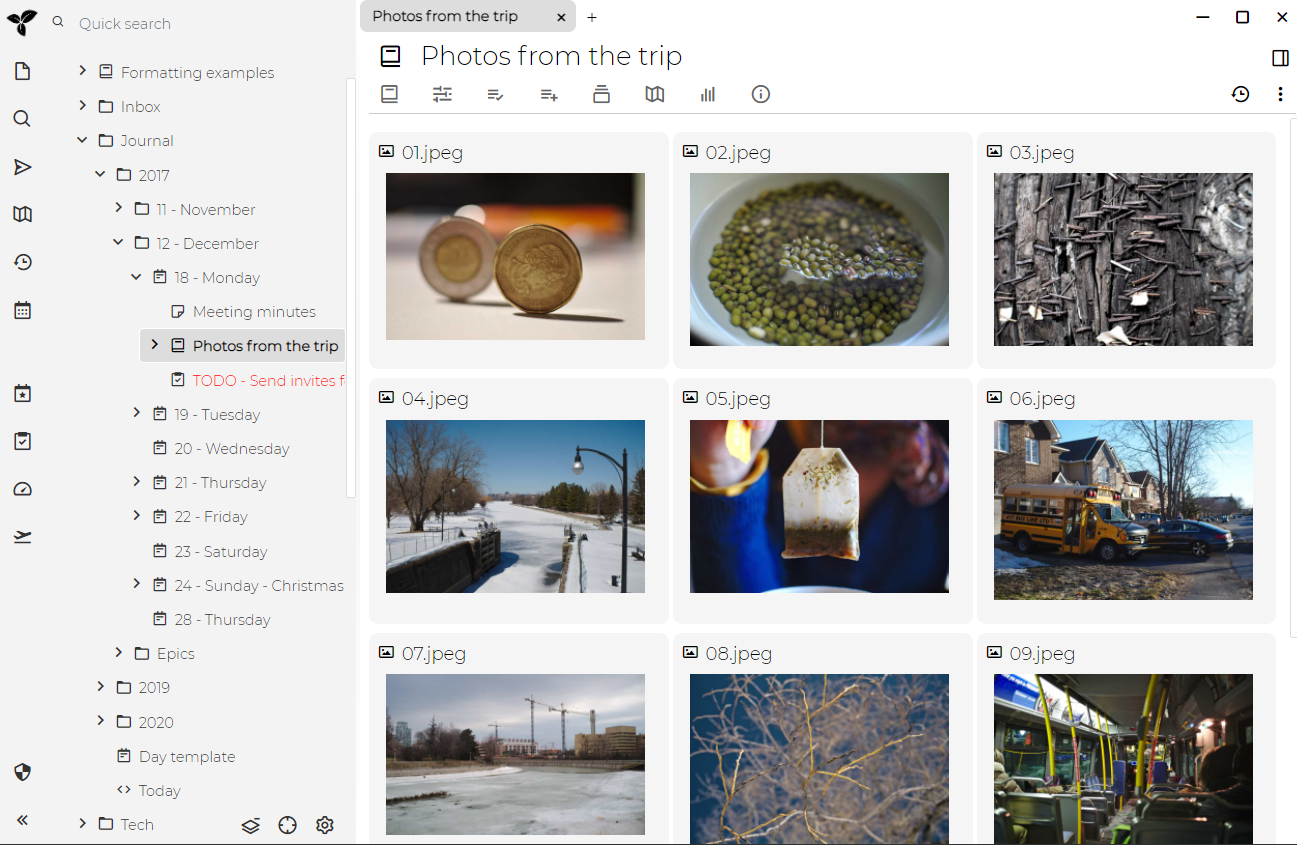 Quick search
Formatting examples
Inbox
Journal
2017
11 - November
12 - December
18 - Monday
Meeting minutes
Photos from the trip
TODO - Send invites f
19 - Tuesday
20 - Wednesday
21 - Thursday
22 - Friday
23 - Saturday
24 - Sunday - Christmas
28 - Thursday
Epics
2019
2020
Day template
Today
Tech
Photos from the trip
Photos from the trip
01.jpeg
02.jpeg
03.jpeg
04.jpeg
05.jpeg
06.jpeg
07.jpeg
08.jpeg
09.jpeg